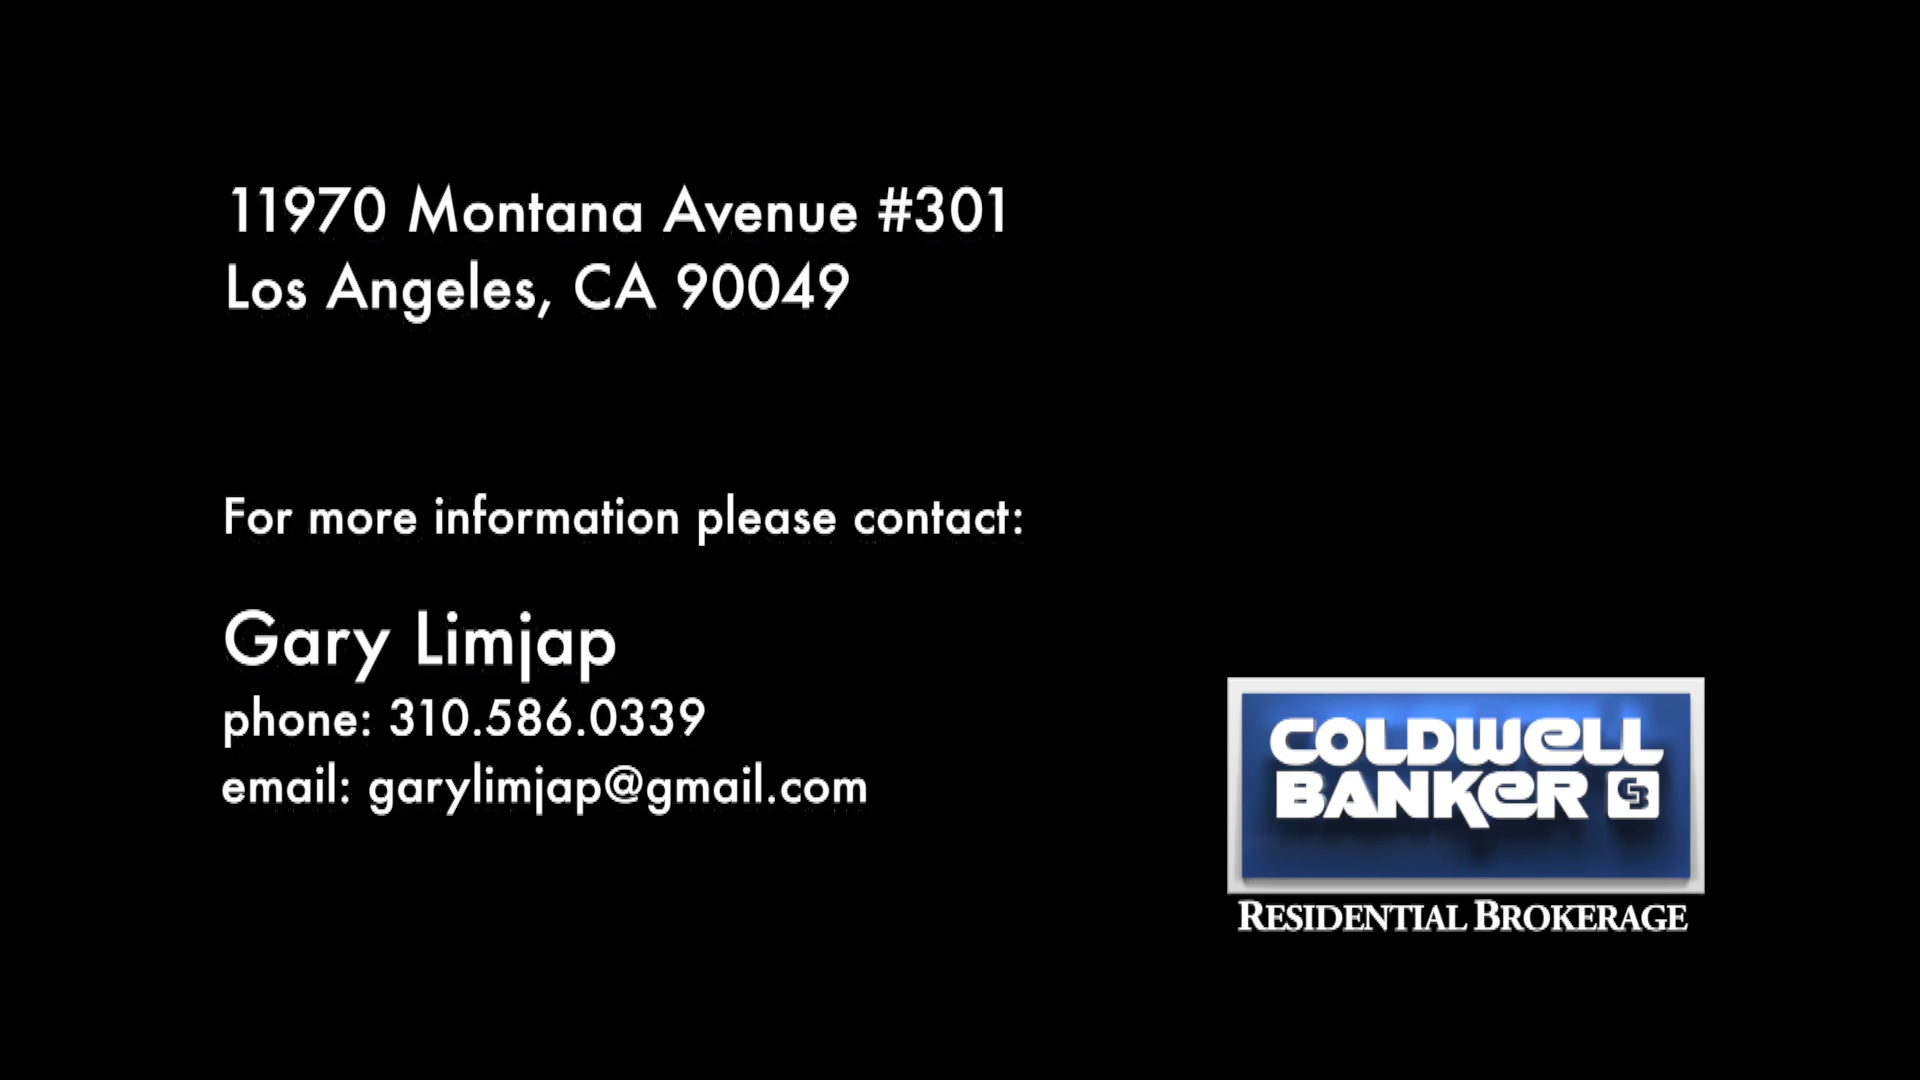 11970 Montana Avenue #301
Los Angeles, CA 90049
For more information please contact:
Gary Limjap
phone: 310.586.0339
email: garylimjap@gmail.com
COLDWELL
BANKER CB
RESIDENTIAL BROKERAGE